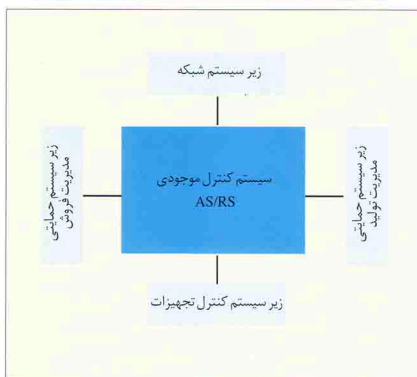 زیر سیستم شبکه
سیستم کنترل موجودی
AS/RS
زیر سیستم حمایتی
مدیریت تولید
زیر سیستم حمایتی
مدیریت فروش
زیر سیستم کنترل تجهیزات